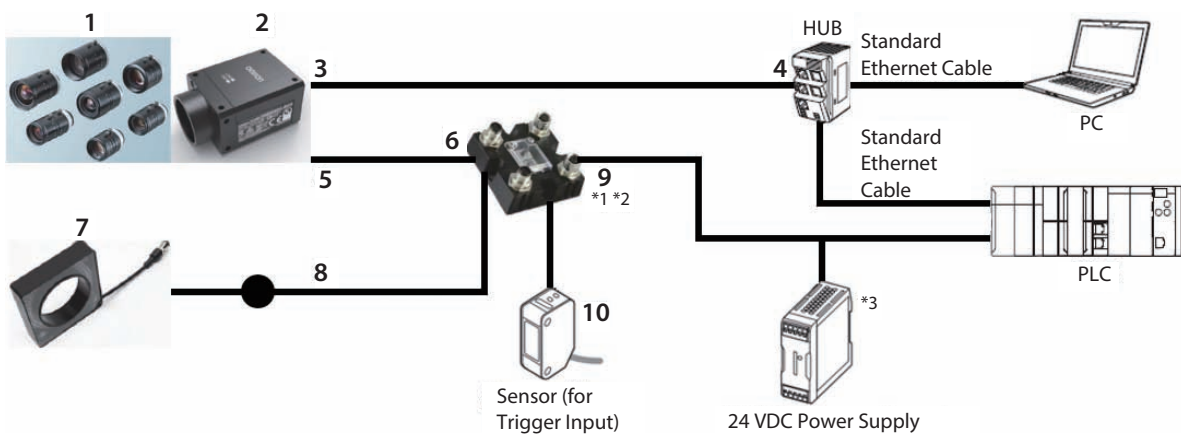 1
2
3
4
HUB
Standard
Ethernet Cable
PC
Standard
Ethernet
Cable
5
6
9
*1 *2
PLC
7
8
10
Sensor (for
Trigger Input)
*3
24 VDC Power Supply
OMRON